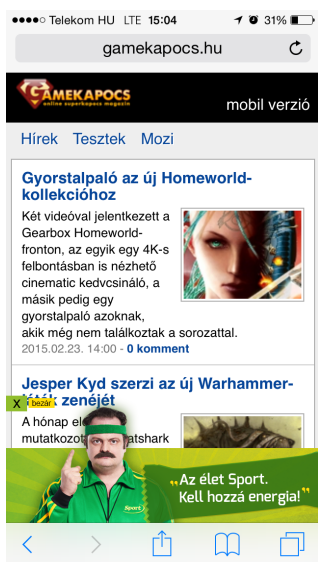 Telekom HU LTE 15:04 31%
gamekapocs.hu
GAMEKAPOCS
online superkapocs magazin
mobil verzió
Hírek Tesztek Mozi
Gyorstalpaló az új Homeworld-
kollekcióhoz
Két videóval jelentkezett a
Gearbox Homeworld-
fronton, az egyik egy 4K-s
felbontásban is nézhető
cinematic kedvcsináló, a
másik pedig egy
gyorstalpaló azoknak,
akik még nem találkoztak a sorozattal.
2015.02.23. 14:00 - 0 komment
Jesper Kyd szerzi az új Warhammer-
zenéjét
X bezár
A hónap
mutatkozot
"Az élet Sport.
Kell hozzá energia!"
Sport